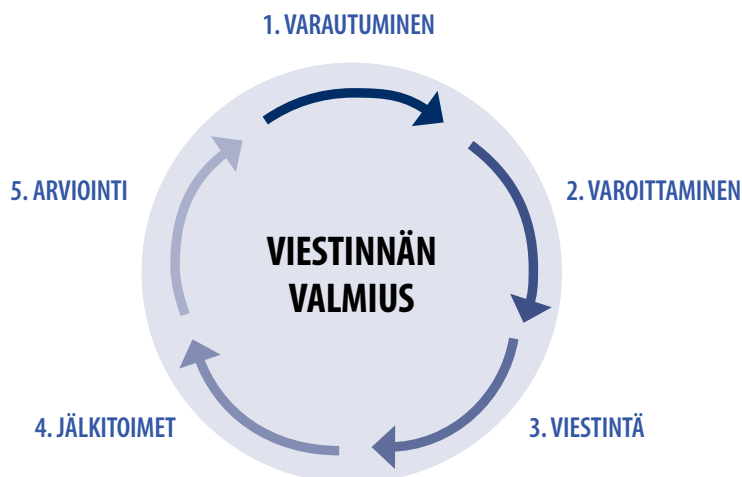 1. VARAUTUMINEN
2. VAROITTAMINEN
3. VIESTINTÄ
4. JÄLKITOIMET
5. ARVIOINTI
VIESTINNÄN
VALMIUS